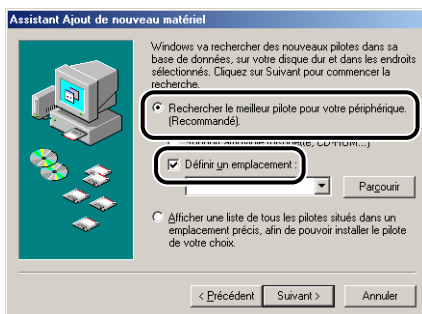 Assistant Ajout de nouveau matériel
Windows va rechercher des nouveaux pilotes dans sa
base de données, sur votre disque dur et dans les endroits
sélectionnés. Cliquez sur Suivant pour commencer la
recherche.
Rechercher le meilleur pilote pour votre périphérique.
(Recommandé).
CD-ROM...)
Définir un emplacement :
Parcourir
Afficher une liste de tous les pilotes situés dans un
emplacement précis, afin de pouvoir installer le pilote
de votre choix.
< Précédent
Suivant >
Annuler